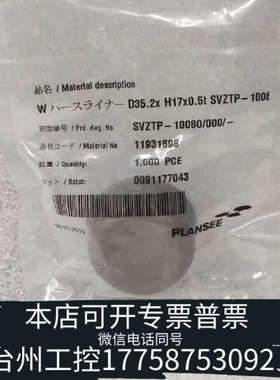 品名 / Material description
W ハースライナー D35.2x H17x0.5t SVZTP-1008
図面番号 / Prd. dwg. No SVZTP-10080/000/-
品目コード / Material No 11931698
数量 / Quantity: 1.000 PCE
ロット / Batch: 0091177043
PLANSEE
本店可开专票普票
微信电话同号
台州工控17758753092